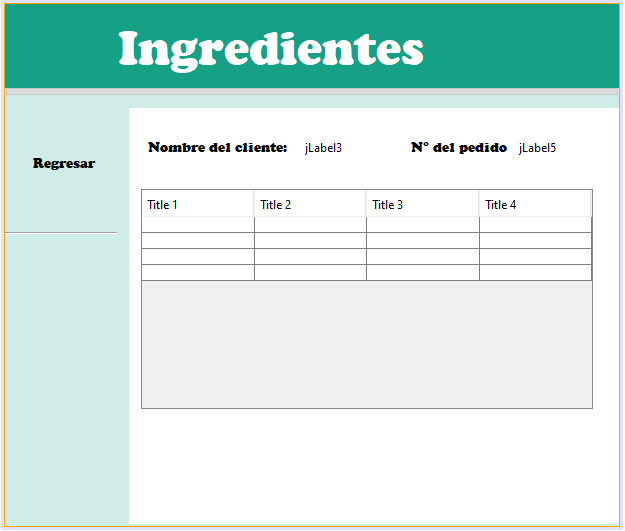 Ingredientes
Nombre del cliente: jLabel3 N° del pedido jLabel5
Regresar
Title 1 Title 2 Title 3 Title 4